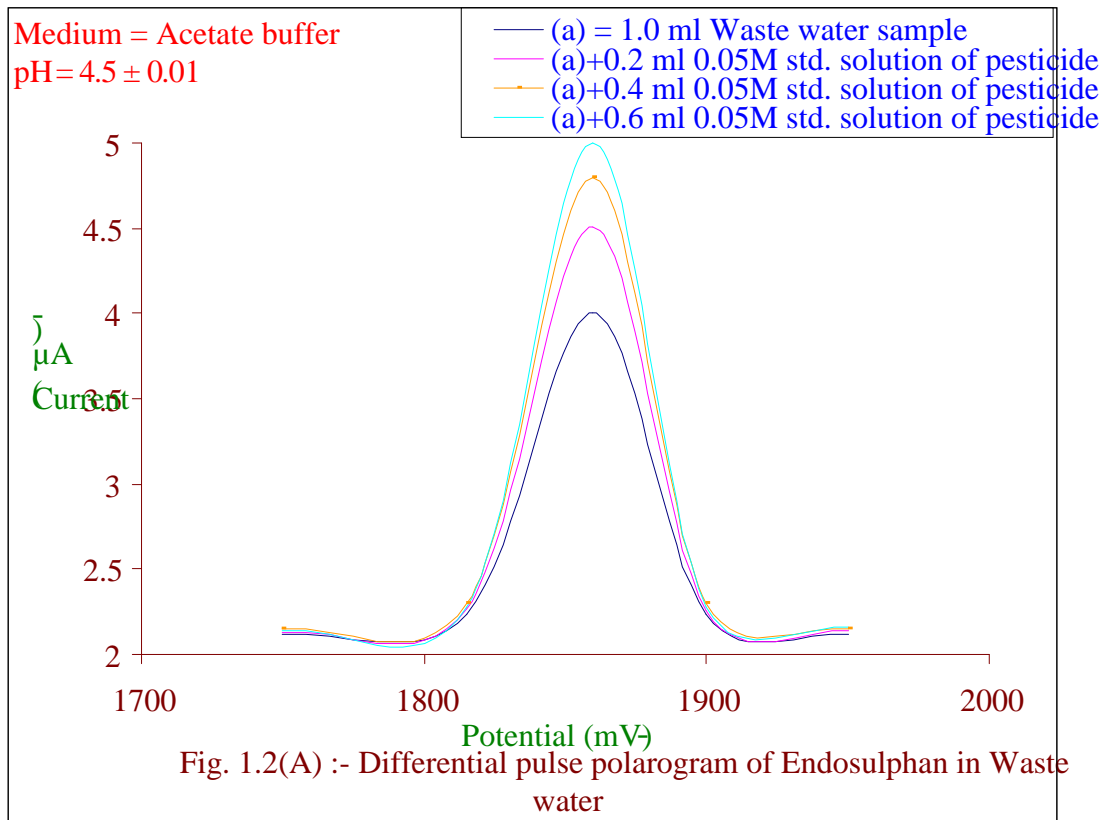 Medium = Acetate buffer
pH = 4.5 ± 0.01
(a) = 1.0 ml Waste water sample
(a)+0.2 ml 0.05M std. solution of pesticide
(a)+0.4 ml 0.05M std. solution of pesticide
(a)+0.6 ml 0.05M std. solution of pesticide
5
4.5
4
3.5
3
2.5
2
Current
(
µA
)
1700
1800
1900
2000
Potential (mV-)
Fig. 1.2(A) :- Differential pulse polarogram of Endosulphan in Waste
water